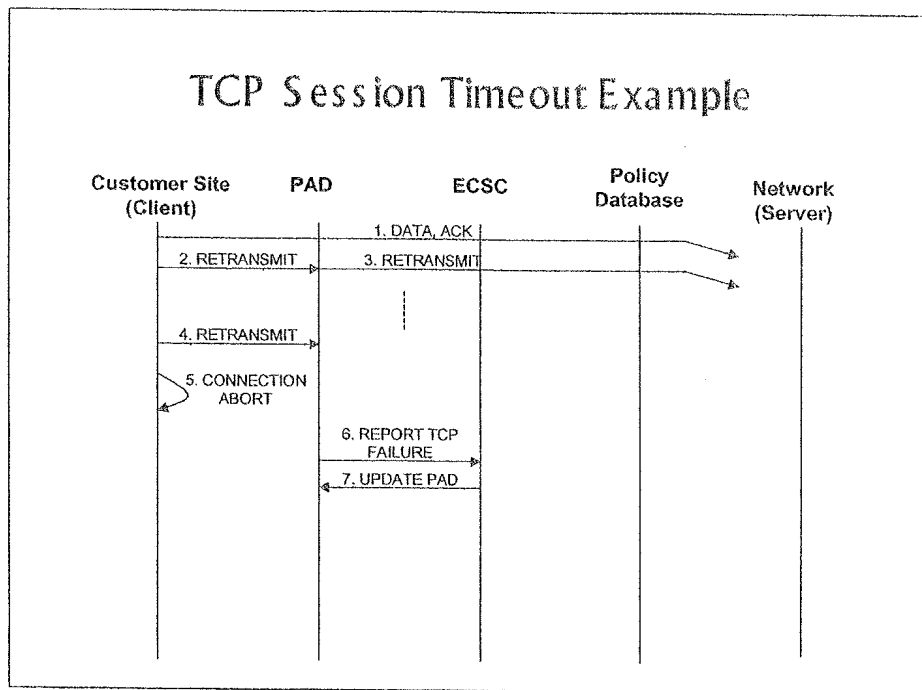 TCP Session Timeout Example
Customer Site
(Client)
PAD
ECSC
Policy
Database
Network
(Server)
1. DATA, ACK
2. RETRANSMIT
3. RETRANSMIT
4. RETRANSMIT
5. CONNECTION
ABORT
6. REPORT TCP
FAILURE
7. UPDATE PAD